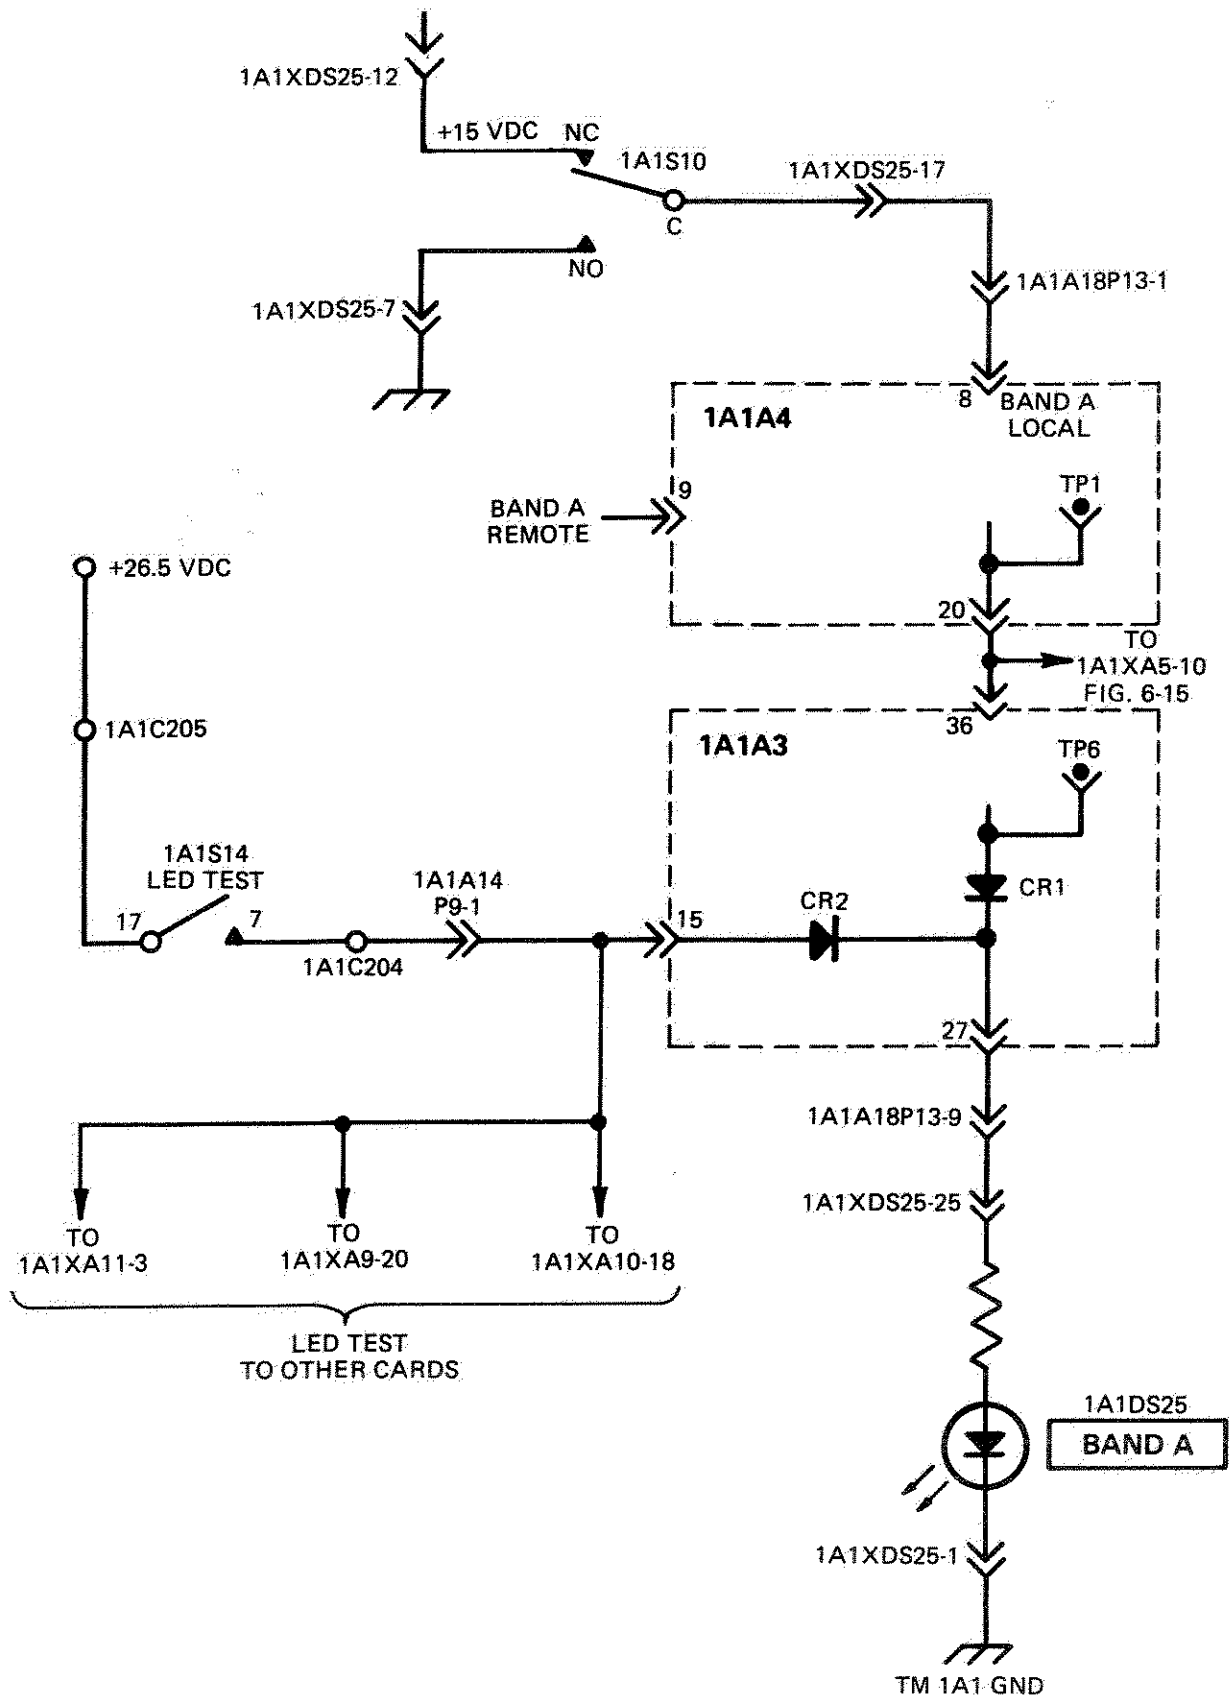 1A1XDS25-12
+15 VDC
NC
1A1S10
C
1A1XDS25-17
NO
1A1XDS25-7
1A1A18P13-1
8
BAND A
LOCAL
1A1A4
9
BAND A
REMOTE
TP1
+26.5 VDC
20
TO
1A1XA5-10
FIG. 6-15
36
1A1A3
TP6
1A1C205
1A1S14
LED TEST
17
7
1A1C204
1A1A14
P9-1
15
CR2
CR1
27
1A1A18P13-9
1A1XDS25-25
TO
1A1XA11-3
TO
1A1XA9-20
TO
1A1XA10-18
LED TEST
TO OTHER CARDS
1A1DS25
BAND A
1A1XDS25-1
TM 1A1 GND